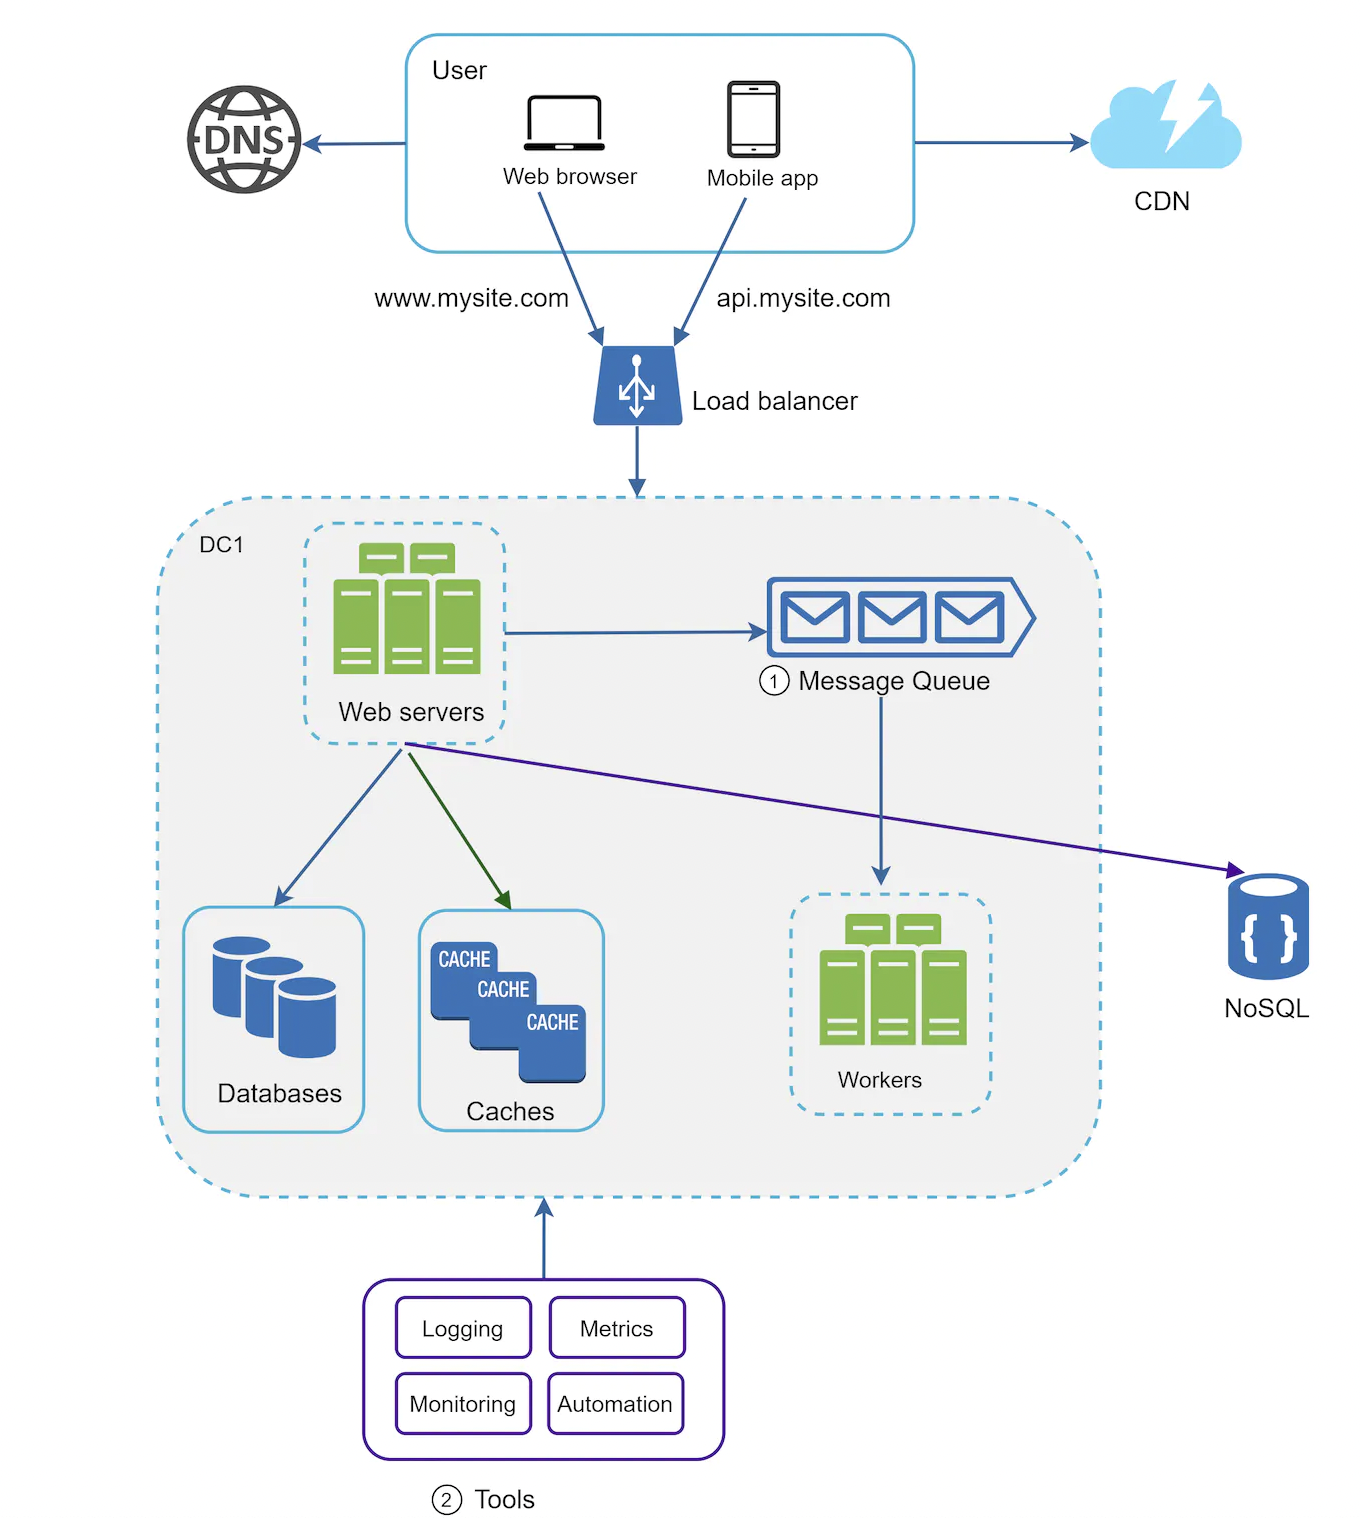 User
DNS
Web browser
Mobile app
CDN
www.mysite.com
api.mysite.com
Load balancer
DC1
Web servers
1 Message Queue
CACHE
CACHE
CACHE
Databases
Caches
Workers
{ }
NoSQL
Logging
Metrics
Monitoring
Automation
2 Tools